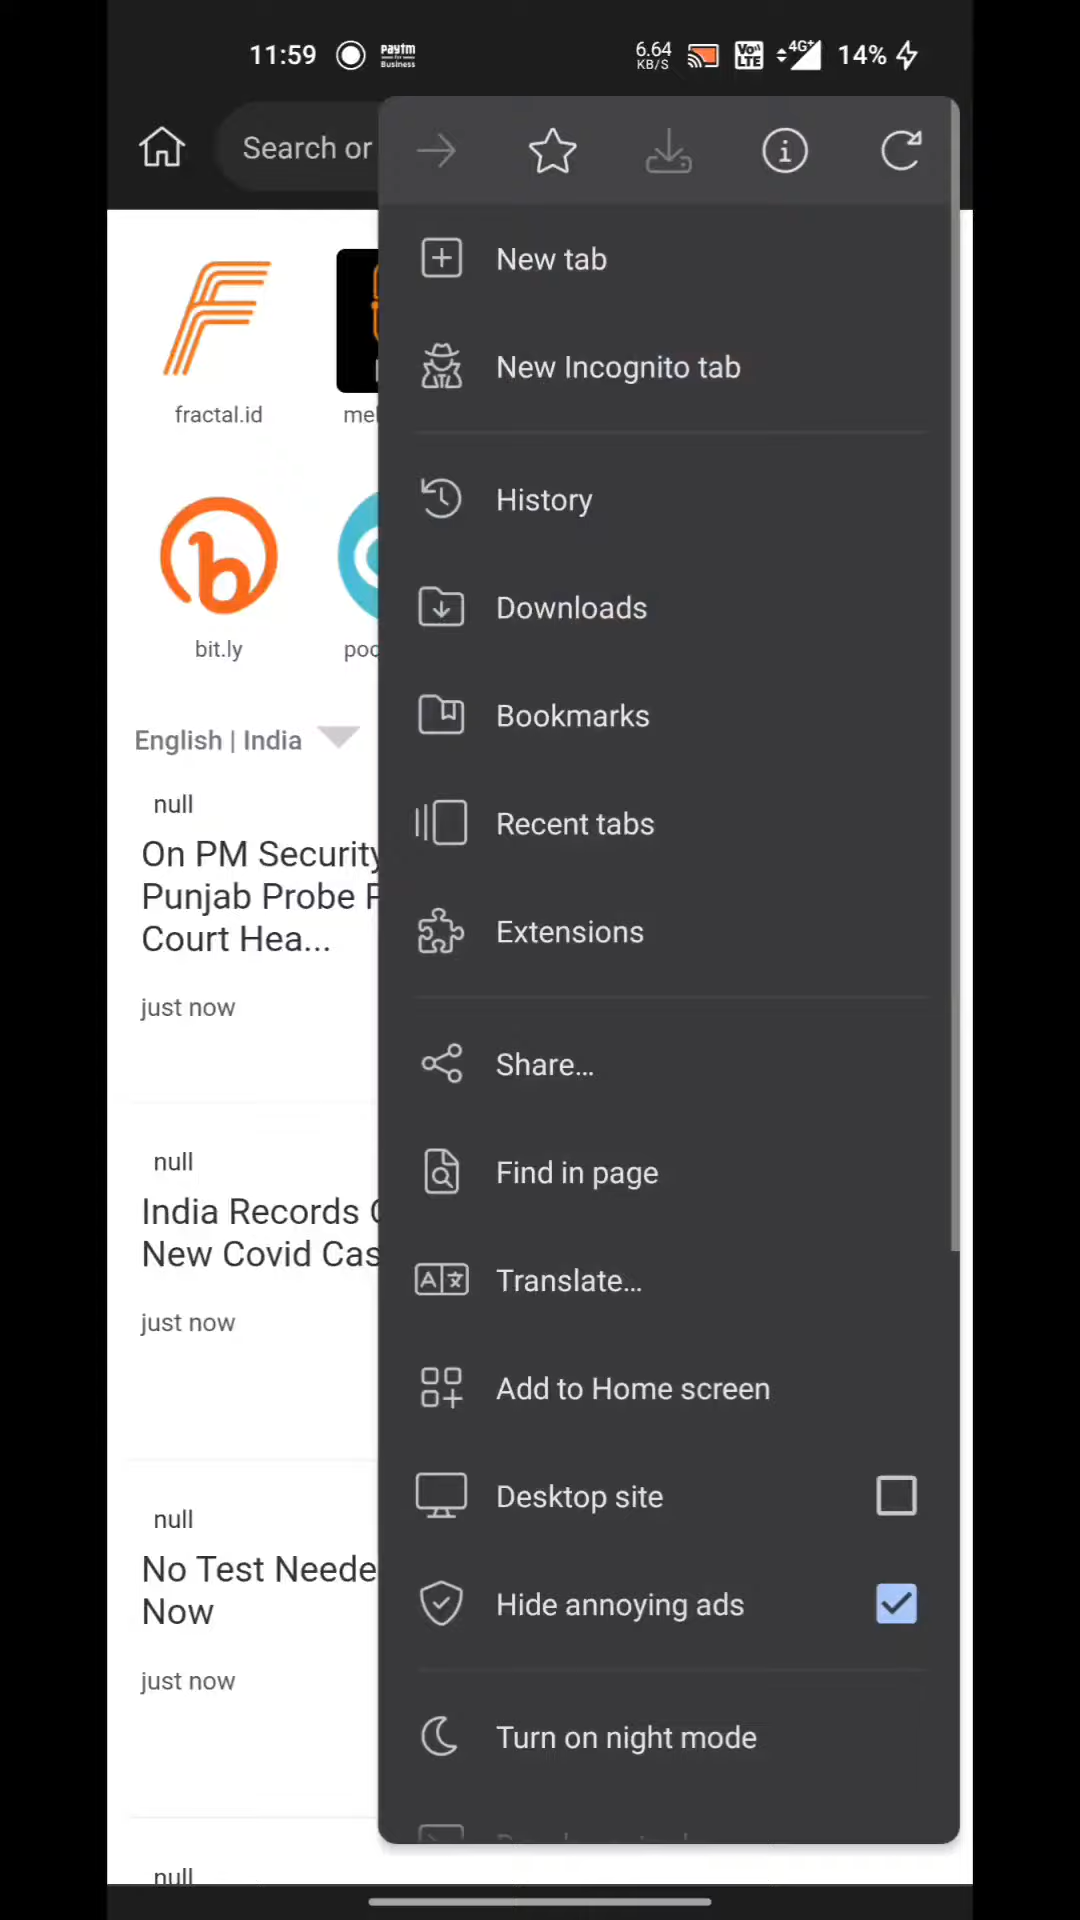 11:59
paytm
for
Business
6.64
KB/S
Vo))
LTE
4G+
14%
Search or
New tab
New Incognito tab
fractal.id
History
bit.ly
Downloads
Bookmarks
English | India
null
On PM Security
Punjab Probe
Court Hea...
just now
Recent tabs
Extensions
Share...
null
India Records
New Covid Cas
just now
Find in page
Translate...
Add to Home screen
null
No Test Neede
Now
just now
Desktop site
Hide annoying ads
Turn on night mode
null